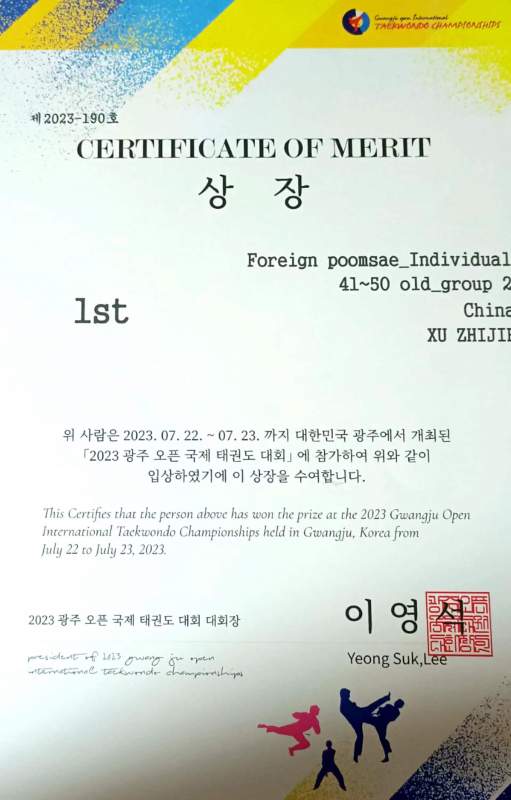 Gwangju open International
TAEKWONDO CHAMPIONSHIPS
제2023-190호
CERTIFICATE OF MERIT
상 장
Foreign poomsae_Individual
41~50 old_group 2
1st
China
XU ZHIJIE
위 사람은 2023. 07. 22. ~ 07. 23. 까지 대한민국 광주에서 개최된
「2023 광주 오픈 국제 태권도 대회」에 참가하여 위와 같이
입상하였기에 이 상장을 수여합니다.
This Certifies that the person above has won the prize at the 2023 Gwangju Open
International Taekwondo Championships held in Gwangju, Korea from
July 22 to July 23, 2023.
2023 광주 오픈 국제 태권도 대회 대회장
이 영 석
president of 2023 gwang ju open
international taekwondo championships
Yeong Suk,Lee